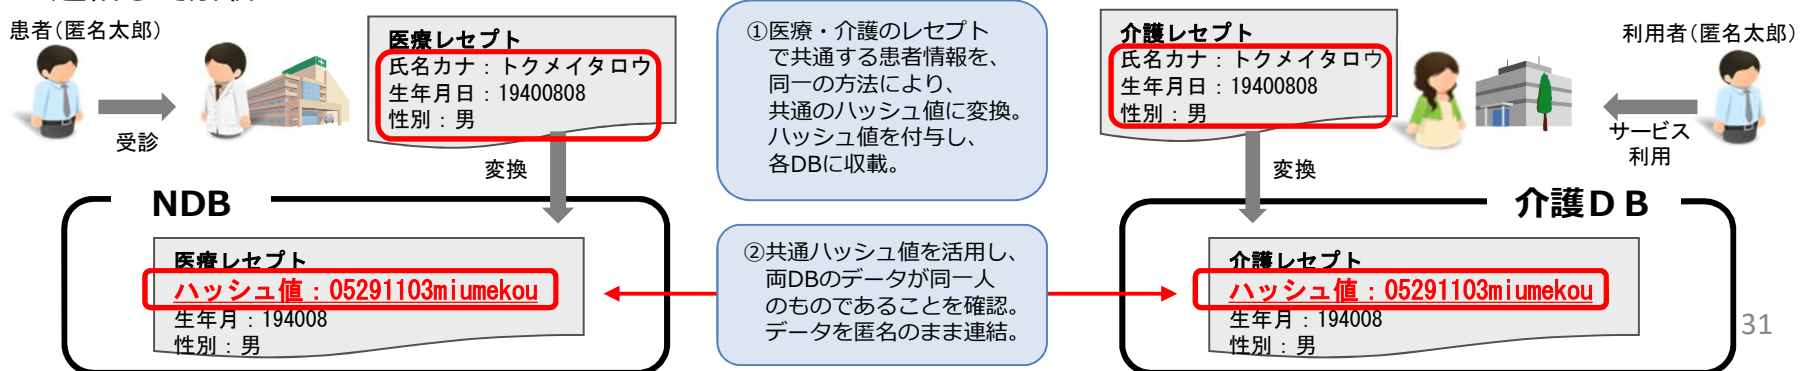 患者（匿名太郎）
受診
医療レセプト
氏名カナ：トクメイタロウ
生年月日：19400808
性別：男
変換
①医療・介護のレセプト
で共通する患者情報を、
同一の方法により、
共通のハッシュ値に変換。
ハッシュ値を付与し、
各DBに収載。
介護レセプト
氏名カナ：トクメイタロウ
生年月日：19400808
性別：男
変換
利用者（匿名太郎）
サービス
利用
NDB
医療レセプト
ハッシュ値：05291103miumekou
生年月：194008
性別：男
②共通ハッシュ値を活用し、
両DBのデータが同一人
のものであることを確認。
データを匿名のまま連結。
介護ＤＢ
介護レセプト
ハッシュ値：05291103miumekou
生年月：194008
性別：男
31